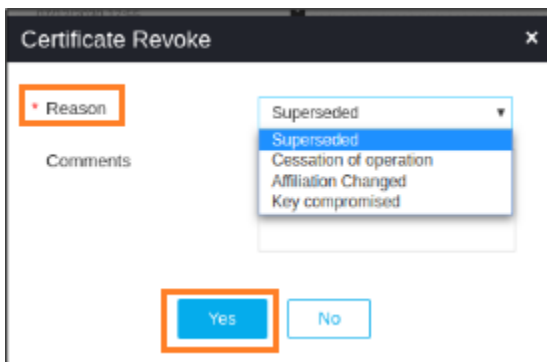 Certificate Revoke ×
* Reason
Superseded ▼
Superseded
Cessation of operation
Affiliation Changed
Key compromised
Comments
Yes
No